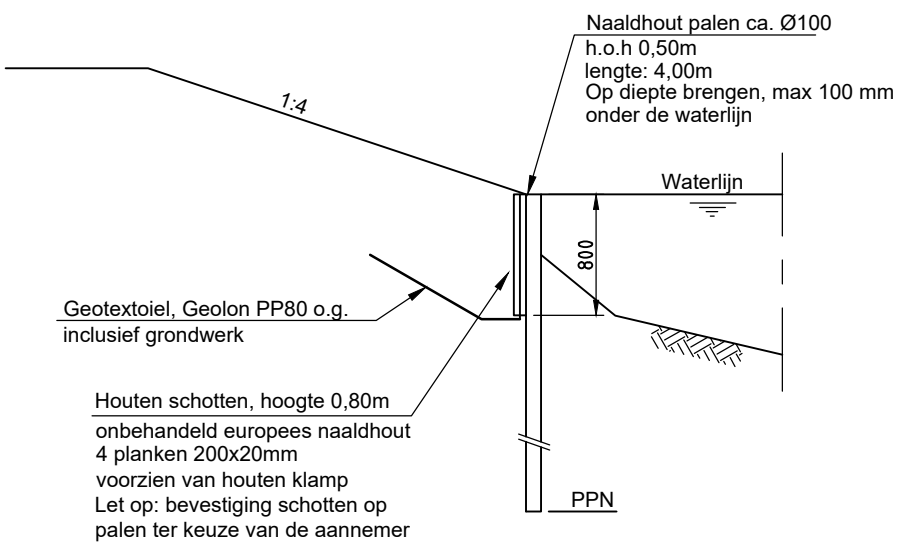 Naaldhout palen ca. Ø100
h.o.h 0,50m
lengte: 4,00m
Op diepte brengen, max 100 mm
onder de waterlijn
1:4
Waterlijn
800
Geotextoiel, Geolon PP80 o.g.
inclusief grondwerk
Houten schotten, hoogte 0,80m
onbehandeld europees naaldhout
4 planken 200x20mm
voorzien van houten klamp
Let op: bevestiging schotten op
palen ter keuze van de aannemer
PPN